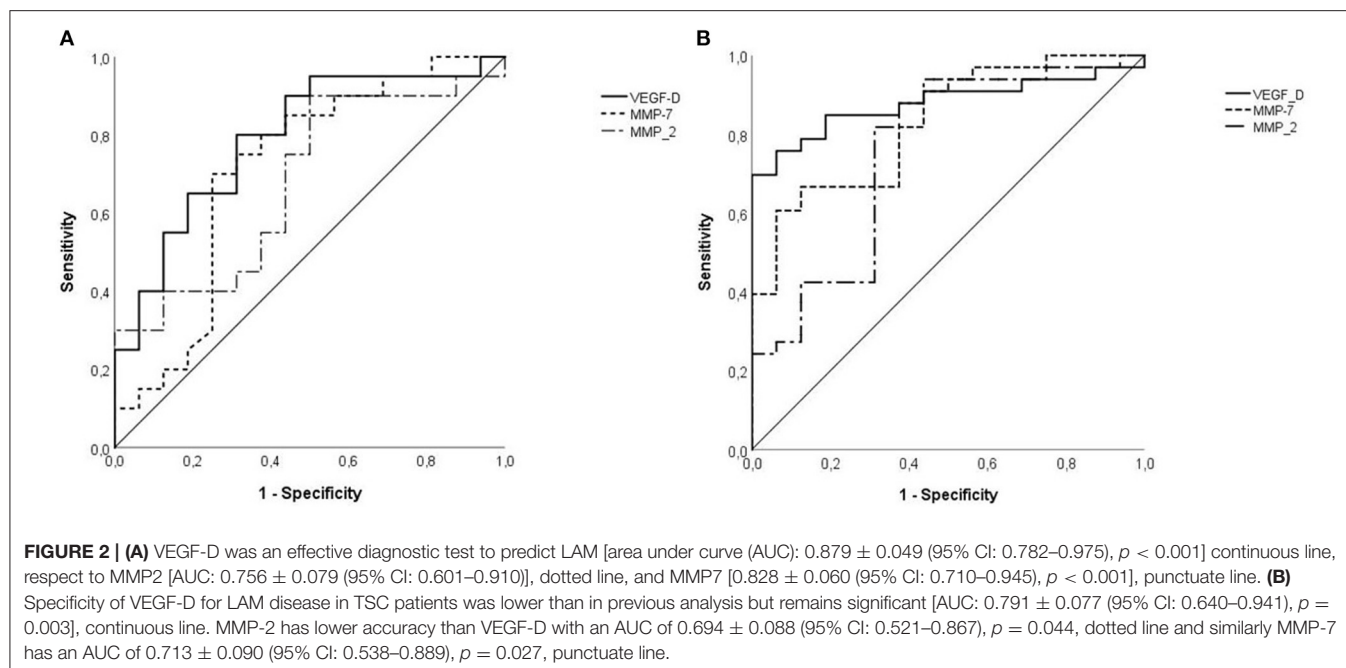 A
1,0
0,8
0,6
0,4
0,2
0,0
Sensitivity
0,0 0,2 0,4 0,6 0,8 1,0
1 - Specificity
VEGF-D
MMP-7
MMP_2
B
1,0
0,8
0,6
0,4
0,2
0,0
Sensitivity
0,0 0,2 0,4 0,6 0,8 1,0
1 - Specificity
VEGF_D
MMP-7
MMP_2
FIGURE 2 | (A) VEGF-D was an effective diagnostic test to predict LAM [area under curve (AUC): 0.879 ± 0.049 (95% CI: 0.782–0.975), p < 0.001] continuous line,
respect to MMP2 [AUC: 0.756 ± 0.079 (95% CI: 0.601–0.910)], dotted line, and MMP7 [0.828 ± 0.060 (95% CI: 0.710–0.945), p < 0.001], punctuate line. (B)
Specificity of VEGF-D for LAM disease in TSC patients was lower than in previous analysis but remains significant [AUC: 0.791 ± 0.077 (95% CI: 0.640–0.941), p =
0.003], continuous line. MMP-2 has lower accuracy than VEGF-D with an AUC of 0.694 ± 0.088 (95% CI: 0.521–0.867), p = 0.044, dotted line and similarly MMP-7
has an AUC of 0.713 ± 0.090 (95% CI: 0.538–0.889), p = 0.027, punctuate line.